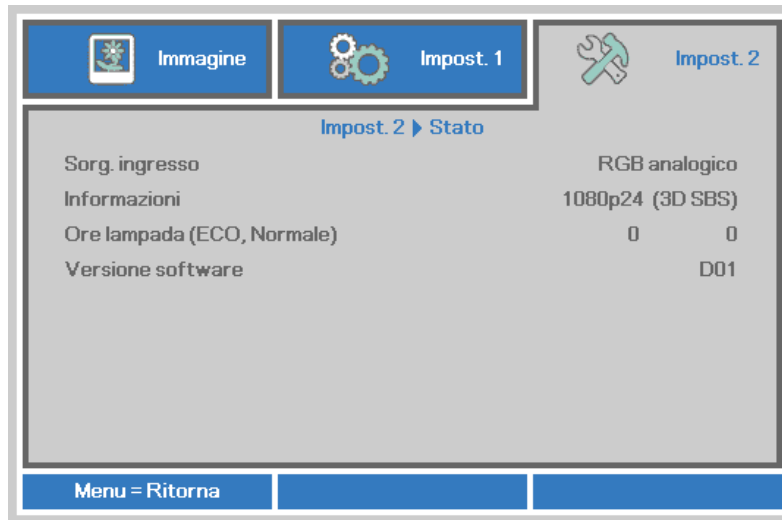 Immagine Impost. 1 Impost. 2
Impost. 2 ▶ Stato
Sorg. ingresso RGB analogico
Informazioni 1080p24 (3D SBS)
Ore lampada (ECO, Normale) 0 0
Versione software D01
Menu = Ritorna